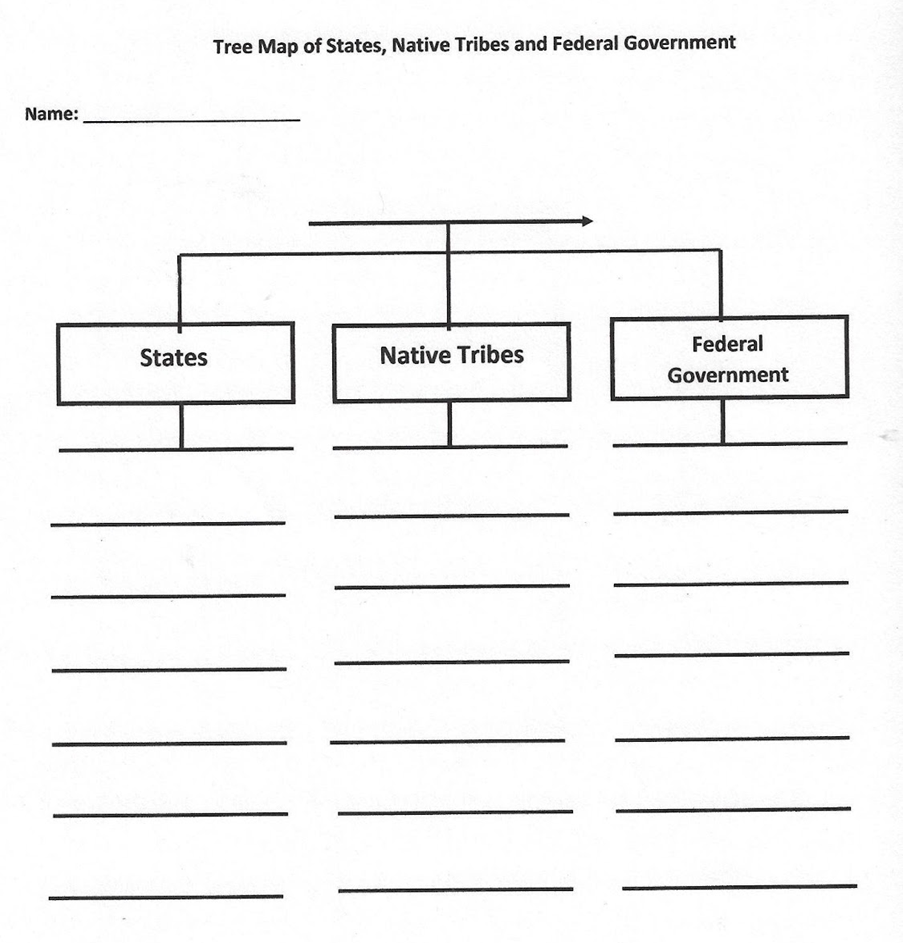 Tree Map of States, Native Tribes and Federal Government
Name:
States
Native Tribes
Federal
Government